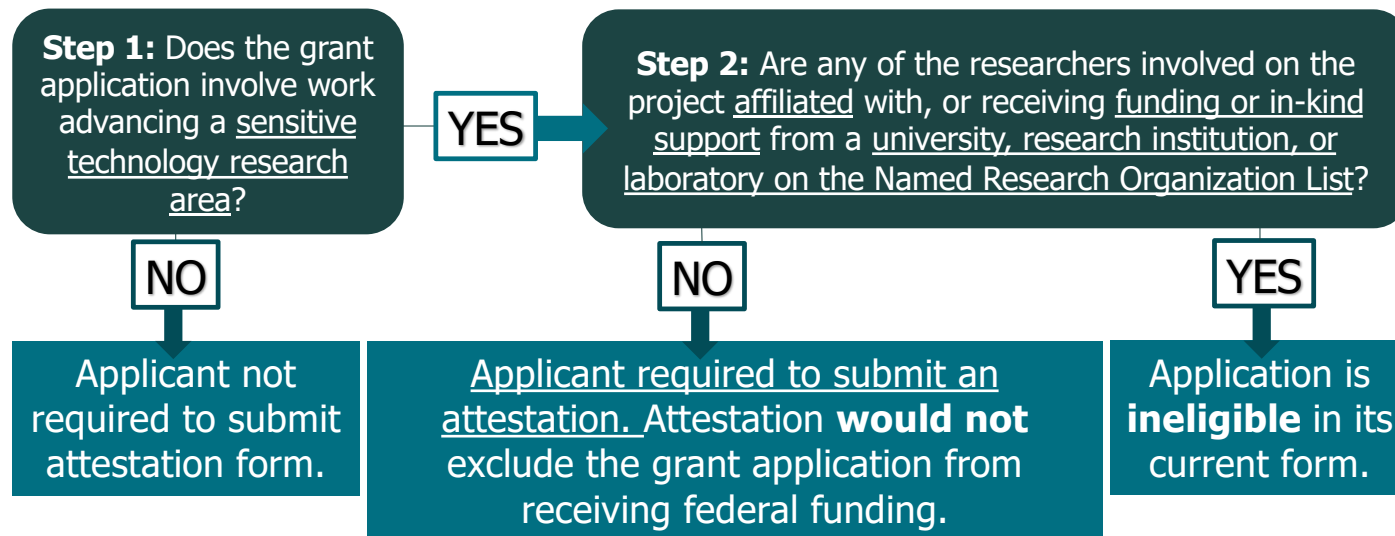 Step 1: Does the grant
application involve work
advancing a sensitive
technology research
area?
YES
Step 2: Are any of the researchers involved on the
project affiliated with, or receiving funding or in-kind
support from a university, research institution, or
laboratory on the Named Research Organization List?
NO
NO
YES
Applicant not
required to submit
attestation form.
Applicant required to submit an
attestation. Attestation would not
exclude the grant application from
receiving federal funding.
Application is
ineligible in its
current form.